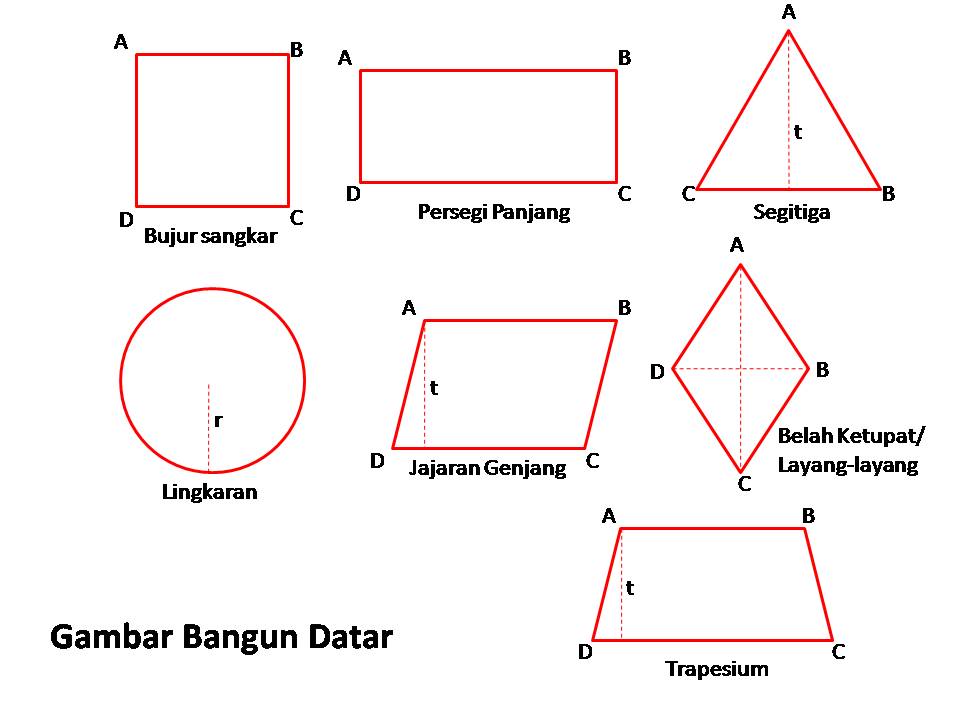 A
B
D
C
Bujur sangkar
A
B
D
C
Persegi Panjang
A
t
C
B
Segitiga
r
Lingkaran
A
B
t
D
C
Jajaran Genjang
A
D
B
C
Belah Ketupat/
Layang-layang
A
B
t
D
C
Trapesium
Gambar Bangun Datar